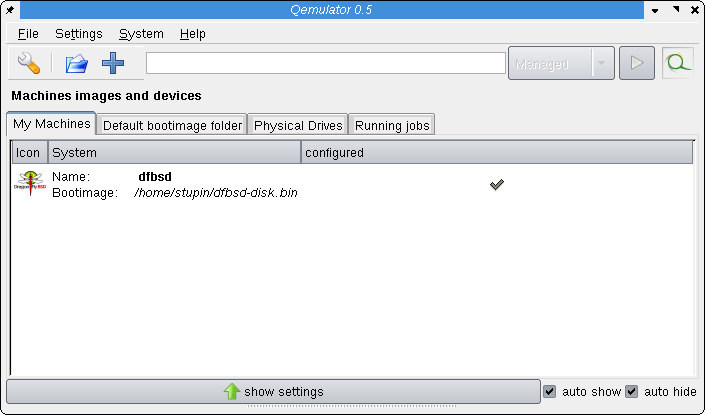 Qemulator 0.5
File Settings System Help
Managed
Machines images and devices
My Machines Default bootimage folder Physical Drives Running jobs
Icon System configured
Name: dfbsd
Bootimage: /home/stupin/dfbsd-disk.bin
DragonFly BSD
show settings auto show auto hide